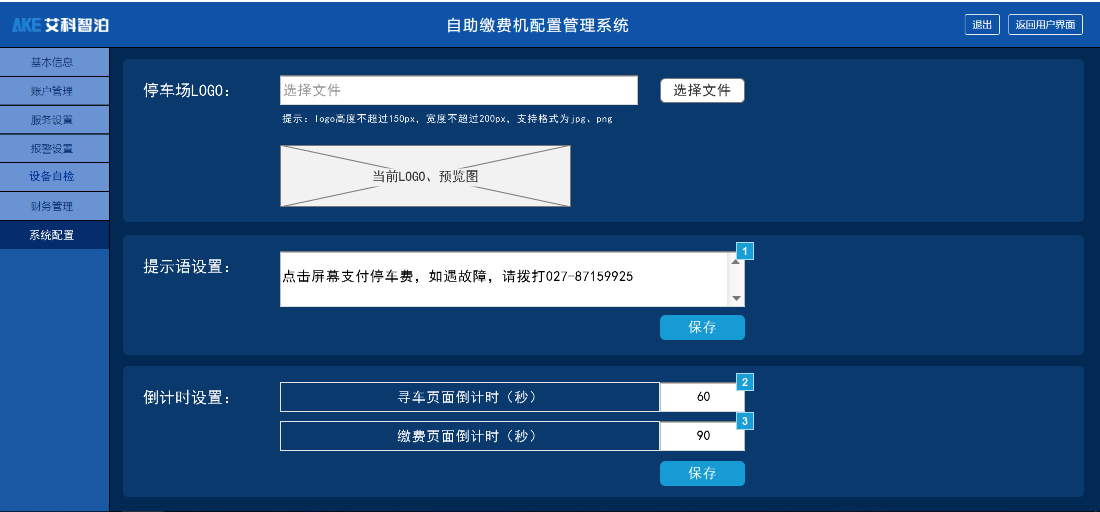 AKE 艾科智泊
自助缴费机配置管理系统
退出
返回用户界面
基本信息
账户管理
服务设置
报警设置
设备自检
财务管理
系统配置
停车场LOGO:
选择文件
选择文件
提示: logo高度不超过150px, 宽度不超过200px, 支持格式为jpg、png
当前LOGO、预览图
提示语设置:
1
点击屏幕支付停车费, 如遇故障, 请拨打027-87159925
保存
倒计时设置:
寻车页面倒计时（秒）
60
2
缴费页面倒计时（秒）
90
3
保存